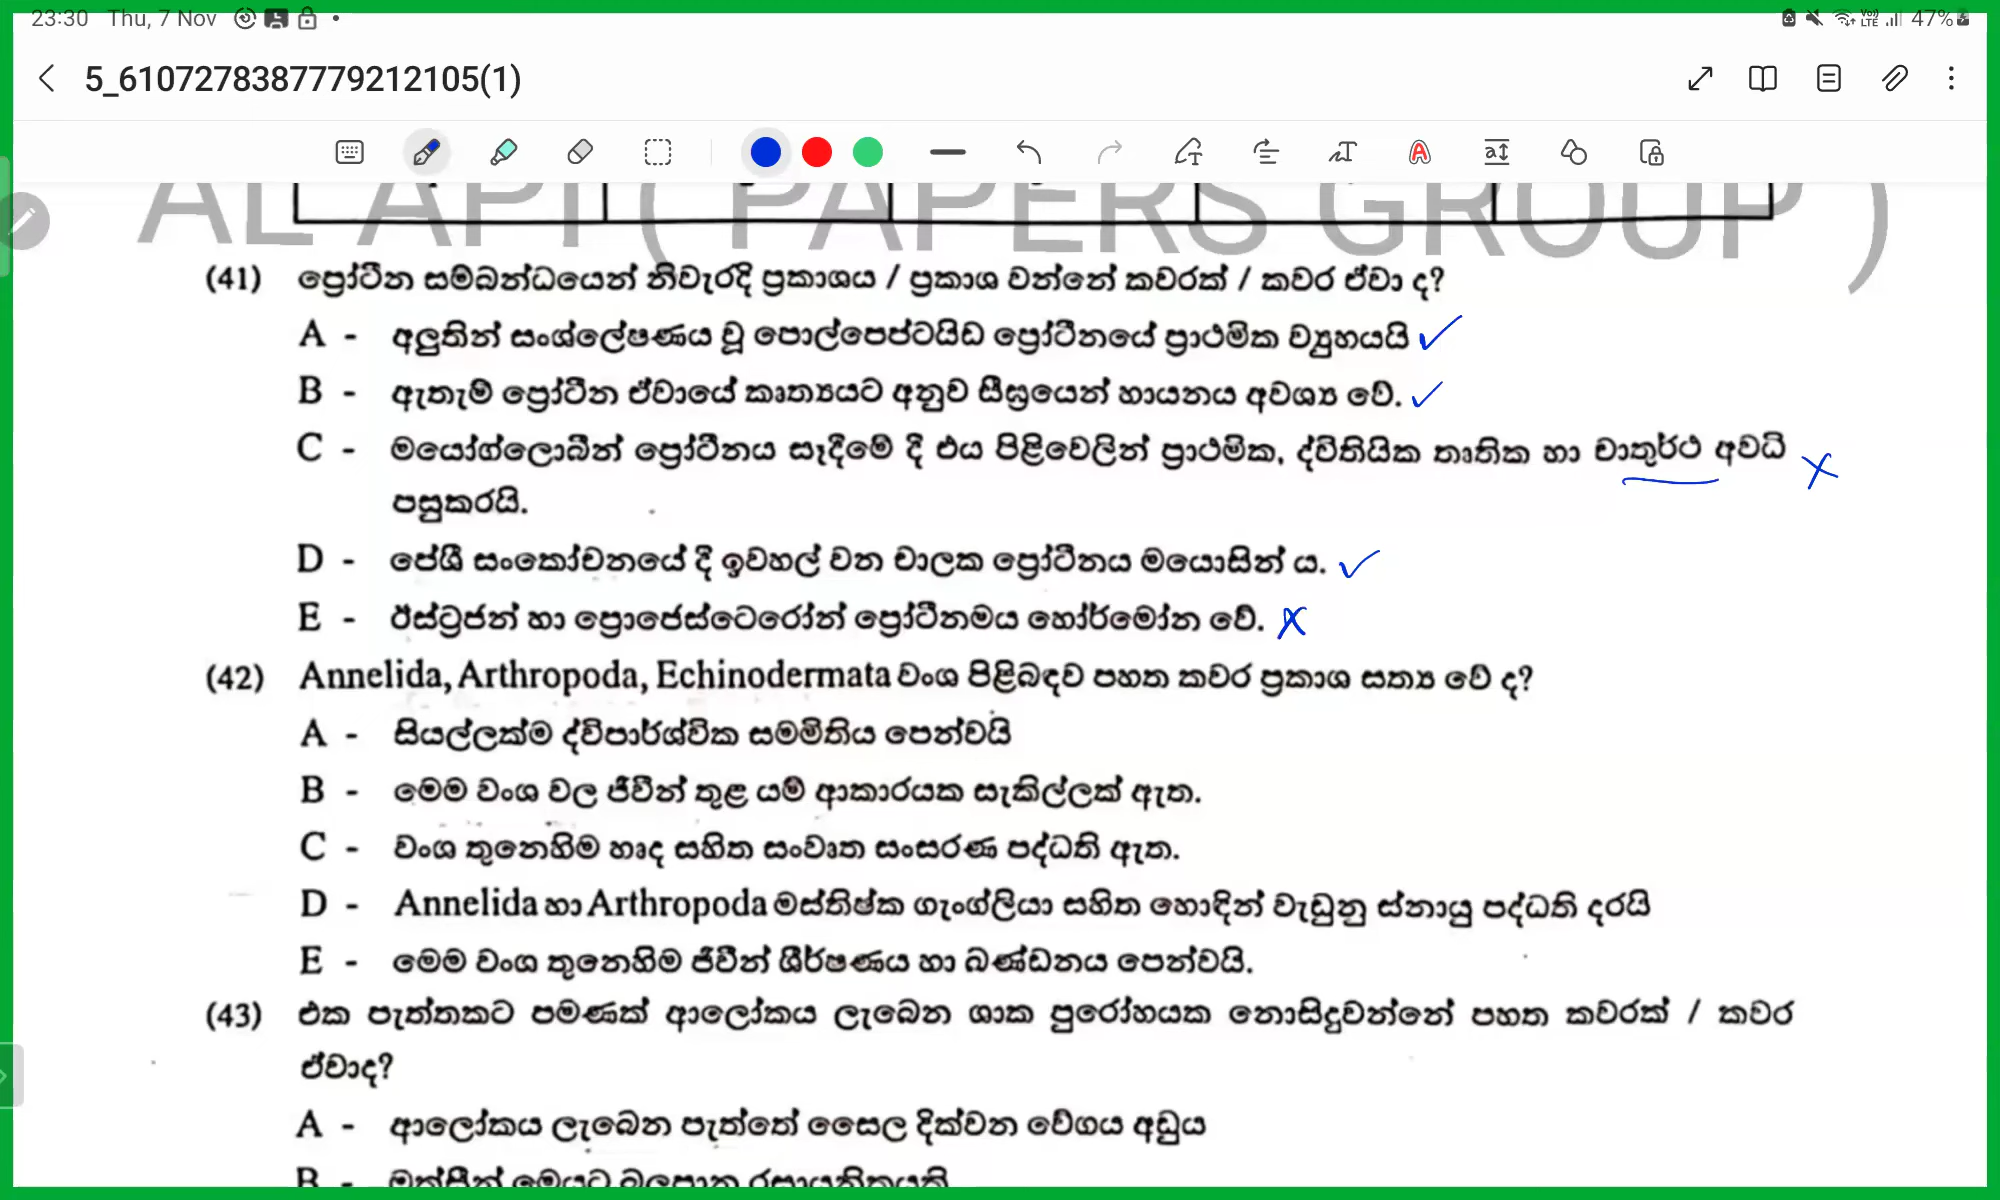 23:30 Thu, 7 Nov 47%
5_6107278387779212105(1)
AL API ( PAPERS GROUP )
(41) ප්‍රෝටීන සම්බන්ධයෙන් නිවැරදි ප්‍රකාශය / ප්‍රකාශ වන්නේ කවරක් / කවර ඒවා ද?
A - අලුතින් සංශ්ලේෂණය වූ පොල්පෙප්ටයිඩ ප්‍රෝටීනයේ ප්‍රාථමික ව්‍යුහයයි
B - ඇතැම් ප්‍රෝටීන ඒවායේ කෘත්‍යයට අනුව සීඝ්‍රයෙන් හායනය අවශ්‍ය වේ.
C - මයෝග්ලොබීන් ප්‍රෝටීනය සෑදීමේ දී එය පිළිවෙලින් ප්‍රාථමික, ද්විතියික තෘතික හා චාතුර්ථ අවධි
පසුකරයි.
D - පේශී සංකෝචනයේ දී ඉවහල් වන චාලක ප්‍රෝටීනය මයොසින් ය.
E - ඊස්ට්‍රජන් හා ප්‍රොජෙස්ටෙරෝන් ප්‍රෝටීනමය හෝර්මෝන වේ.
(42) Annelida, Arthropoda, Echinodermata වංශ පිළිබඳව පහත කවර ප්‍රකාශ සත්‍ය වේ ද?
A - සියල්ලක්ම ද්විපාර්ශ්වික සමමිතිය පෙන්වයි
B - මෙම වංශ වල ජීවීන් තුළ යම් ආකාරයක සැකිල්ලක් ඇත.
C - වංශ තුනෙහිම හෘද සහිත සංවෘත සංසරණ පද්ධති ඇත.
D - Annelida හා Arthropoda මස්තිෂ්ක ගැංග්ලියා සහිත හොඳින් වැඩුනු ස්නායු පද්ධති දරයි
E - මෙම වංශ තුනෙහිම ජීවීන් ශීර්ෂණය හා ඛණ්ඩනය පෙන්වයි.
(43) එක පැත්තකට පමණක් ආලෝකය ලැබෙන ශාක පුරෝහයක නොසිදුවන්නේ පහත කවරක් / කවර
ඒවාද?
A - ආලෝකය ලැබෙන පැත්තේ සෛල දික්වන වේගය අඩුය
B -